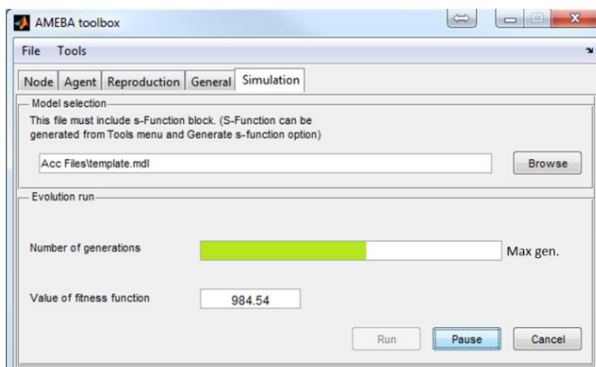 AMEBA toolbox
File Tools
Node Agent Reproduction General Simulation
Model selection
This file must include s-Function block. (S-Function can be
generated from Tools menu and Generate s-function option)
Acc Files\template.mdl Browse
Evolution run
Number of generations Max gen.
Value of fitness function 984.54
Run Pause Cancel